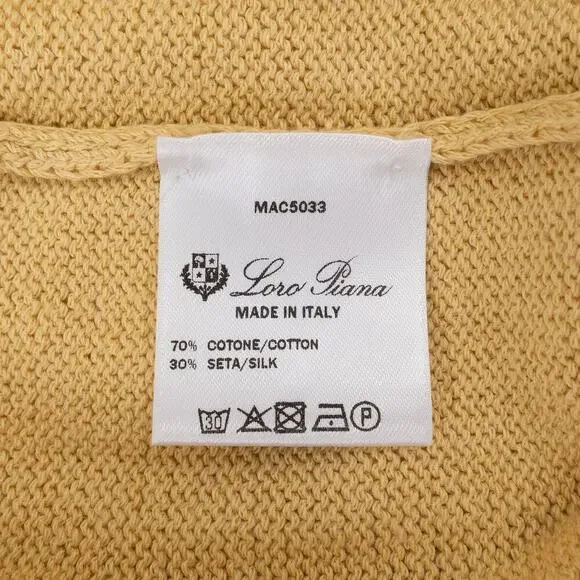 MAC5033
Loro Piana
MADE IN ITALY
70% COTONE/COTTON
30% SETA/SILK
30 P